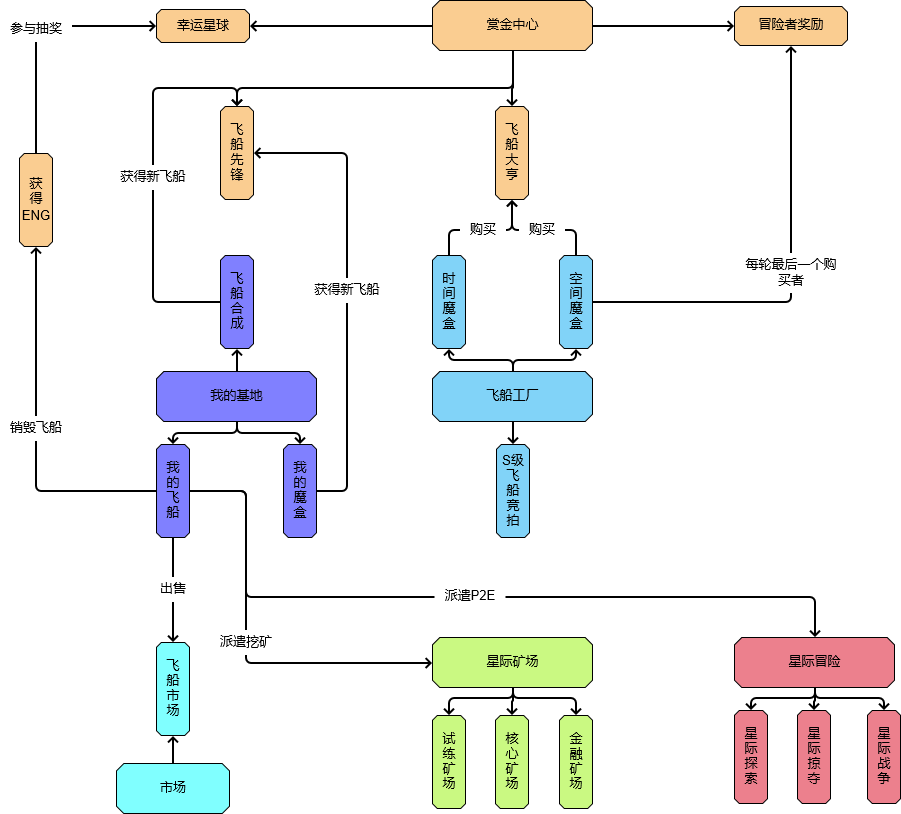 参与抽奖
幸运星球
赏金中心
冒险者奖励
飞船先锋
飞船大亨
获得新飞船
获得
ENG
购买
购买
飞船合成
获得新飞船
时间魔盒
空间魔盒
每轮最后一个购
买者
我的基地
飞船工厂
销毁飞船
我的飞船
我的魔盒
S级
飞船竞拍
出售
派遣P2E
派遣挖矿
飞船市场
星际矿场
星际冒险
试练矿场
核心矿场
金融矿场
星际探索
星际掠夺
星际战争
市场